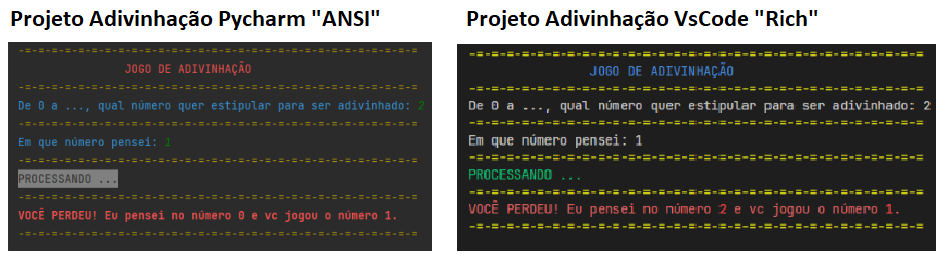 Projeto Adivinhação Pycharm "ANSI"
-=-=-=-=-=-=-=-=-=-=-=-=-=-=-=-=-=-=-=-=-=-=-=-=-=-=-=
JOGO DE ADIVINHAÇÃO
-=-=-=-=-=-=-=-=-=-=-=-=-=-=-=-=-=-=-=-=-=-=-=-=-=-=-=
De 0 a ..., qual número quer estipular para ser adivinhado: 2
-=-=-=-=-=-=-=-=-=-=-=-=-=-=-=-=-=-=-=-=-=-=-=-=-=-=-=
Em que número pensei: 1
-=-=-=-=-=-=-=-=-=-=-=-=-=-=-=-=-=-=-=-=-=-=-=-=-=-=-=
PROCESSANDO ...
-=-=-=-=-=-=-=-=-=-=-=-=-=-=-=-=-=-=-=-=-=-=-=-=-=-=-=
VOCÊ PERDEU! Eu pensei no número 0 e vc jogou o número 1.
-=-=-=-=-=-=-=-=-=-=-=-=-=-=-=-=-=-=-=-=-=-=-=-=-=-=-=
Projeto Adivinhação VsCode "Rich"
-=-=-=-=-=-=-=-=-=-=-=-=-=-=-=-=-=-=-=-=-=-=-=-=-=-=-=
JOGO DE ADIVINHAÇÃO
-=-=-=-=-=-=-=-=-=-=-=-=-=-=-=-=-=-=-=-=-=-=-=-=-=-=-=
De 0 a ..., qual número quer estipular para ser adivinhado: 2
-=-=-=-=-=-=-=-=-=-=-=-=-=-=-=-=-=-=-=-=-=-=-=-=-=-=-=
Em que número pensei: 1
-=-=-=-=-=-=-=-=-=-=-=-=-=-=-=-=-=-=-=-=-=-=-=-=-=-=-=
PROCESSANDO ...
-=-=-=-=-=-=-=-=-=-=-=-=-=-=-=-=-=-=-=-=-=-=-=-=-=-=-=
VOCÊ PERDEU! Eu pensei no número 2 e vc jogou o número 1.
-=-=-=-=-=-=-=-=-=-=-=-=-=-=-=-=-=-=-=-=-=-=-=-=-=-=-=